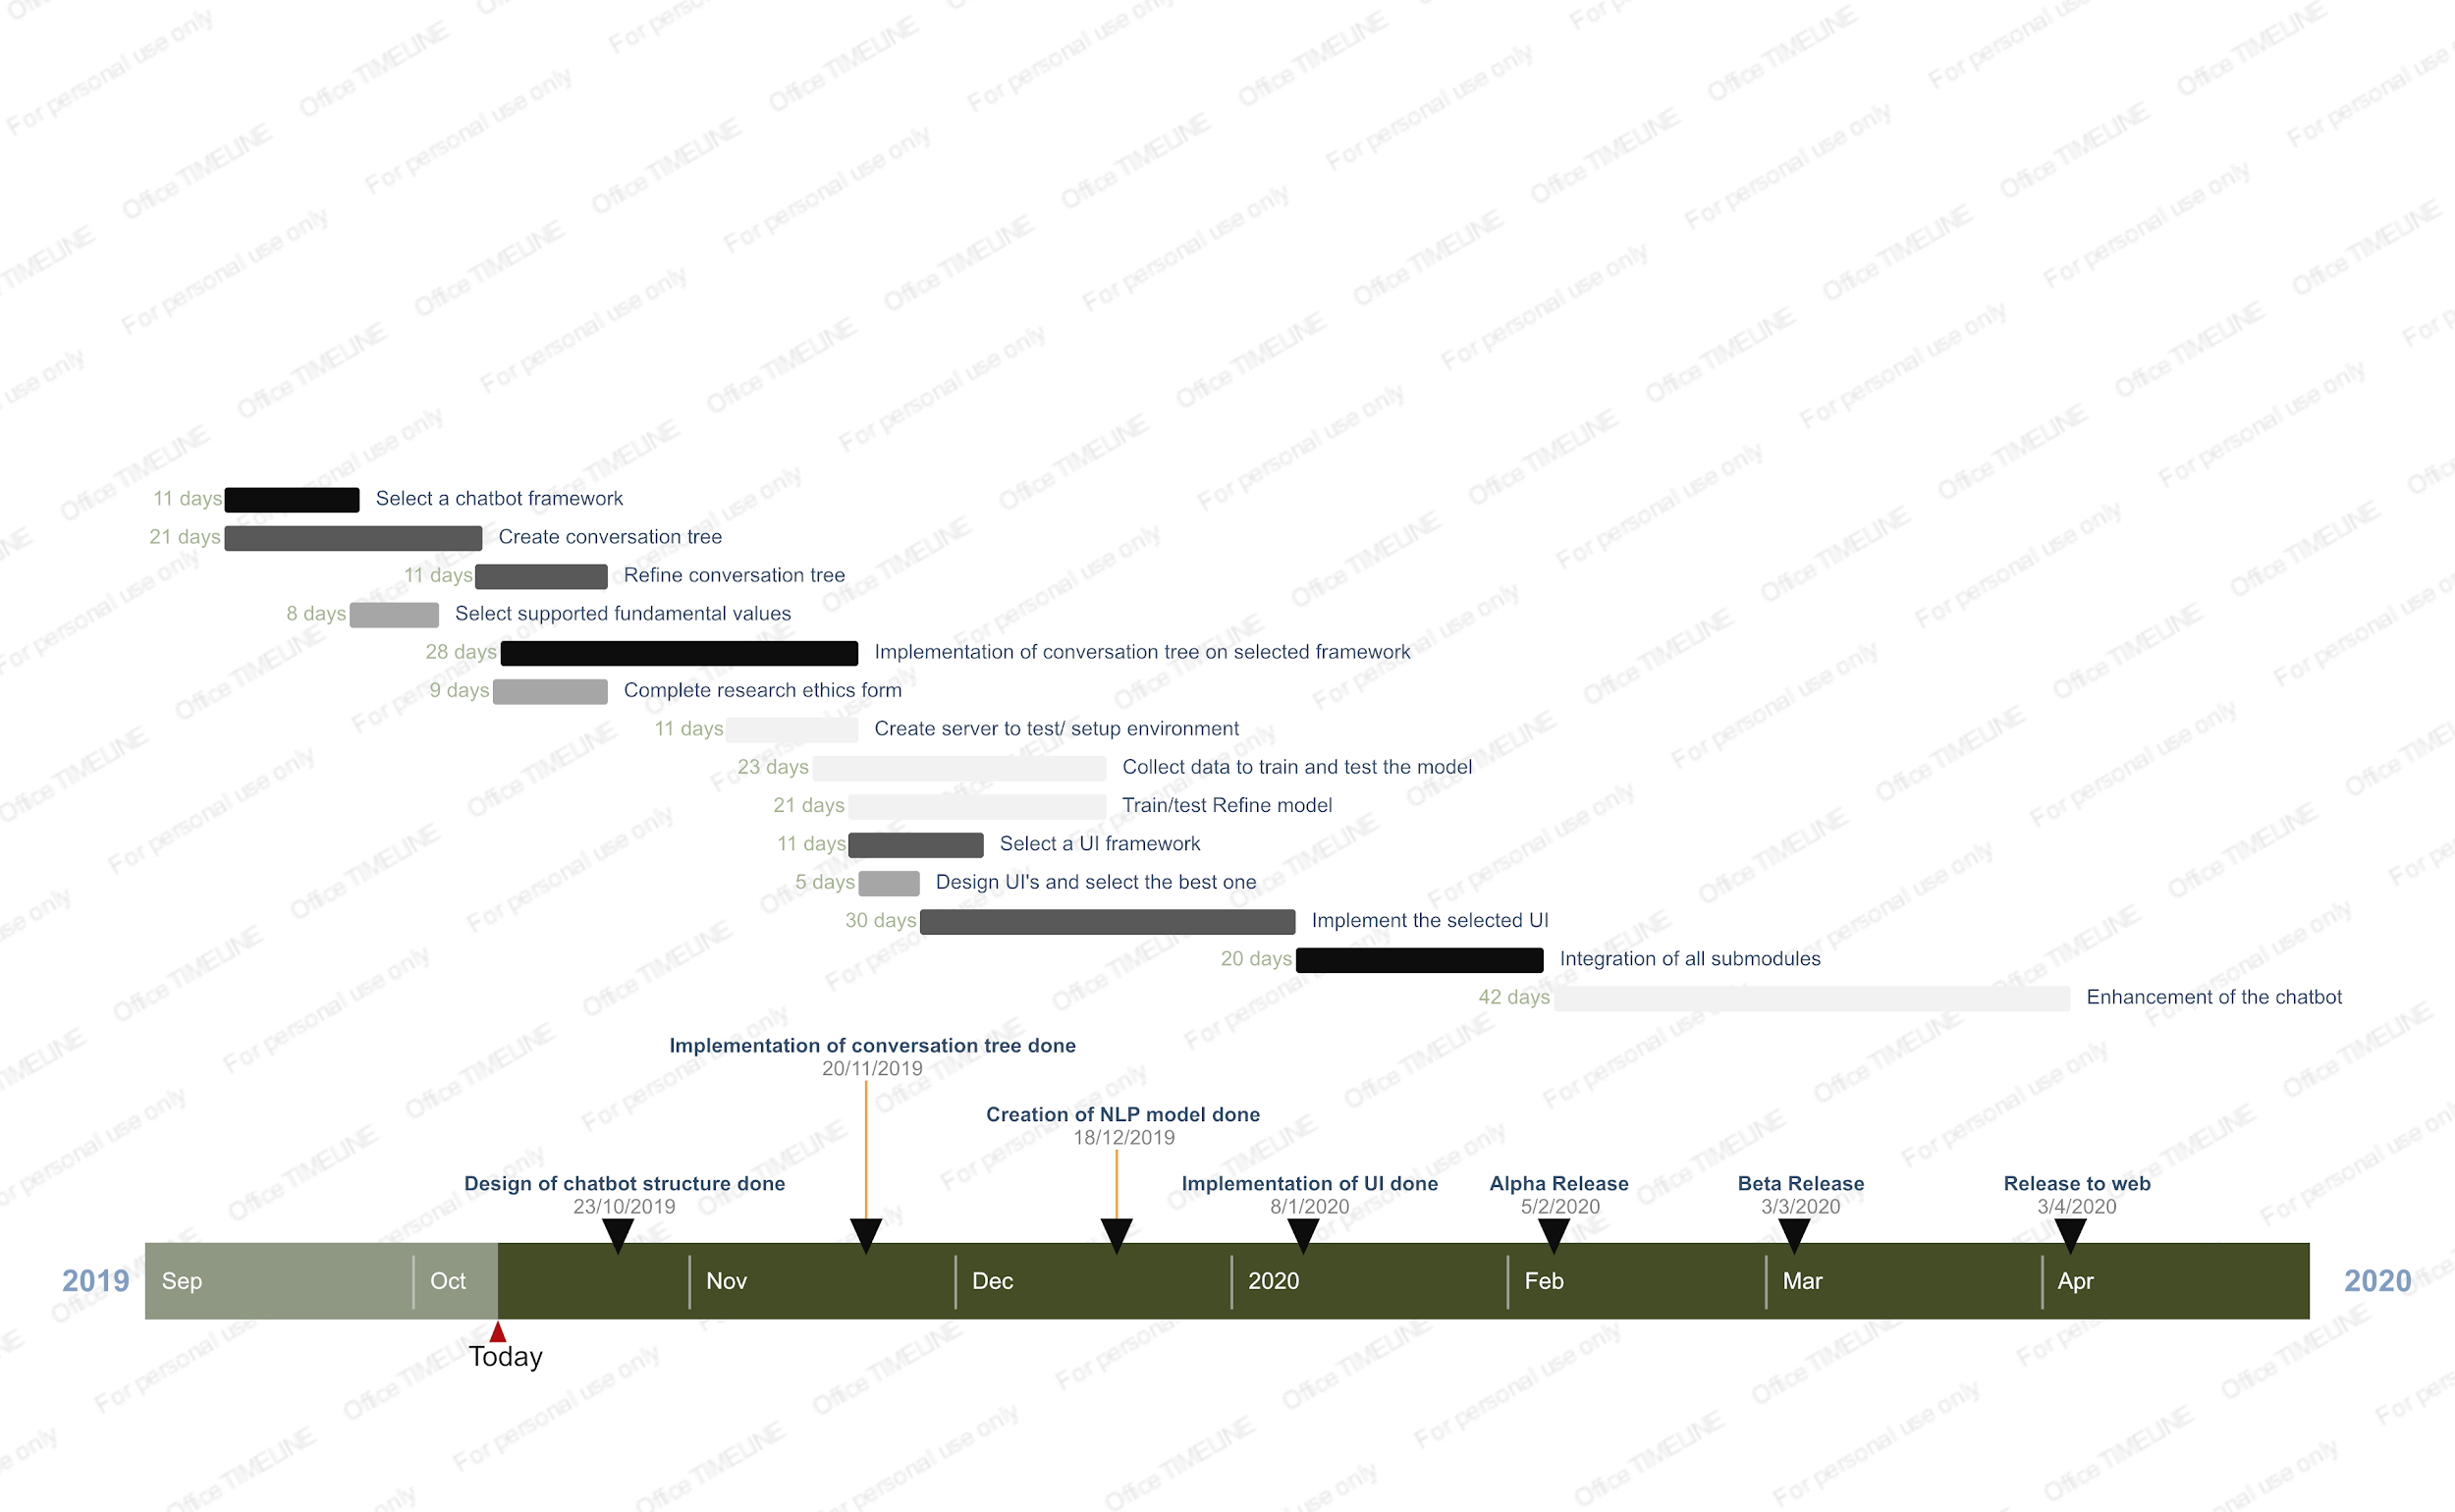 11 days Select a chatbot framework
21 days Create conversation tree
11 days Refine conversation tree
8 days Select supported fundamental values
28 days Implementation of conversation tree on selected framework
9 days Complete research ethics form
11 days Create server to test/ setup environment
23 days Collect data to train and test the model
21 days Train/test Refine model
11 days Select a UI framework
5 days Design UI's and select the best one
30 days Implement the selected UI
20 days Integration of all submodules
42 days Enhancement of the chatbot
Implementation of conversation tree done
20/11/2019
Creation of NLP model done
18/12/2019
Design of chatbot structure done
23/10/2019
Implementation of UI done
8/1/2020
Alpha Release
5/2/2020
Beta Release
3/3/2020
Release to web
3/4/2020
2019 Sep Oct Nov Dec 2020 Feb Mar Apr 2020
Today
Office TIMELINE For personal use only